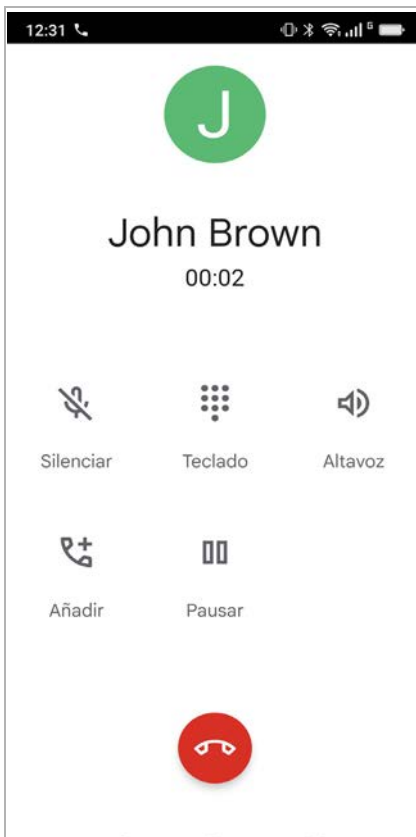 12:31
G
J
John Brown
00:02
Silenciar Teclado Altavoz
Añadir Pausar